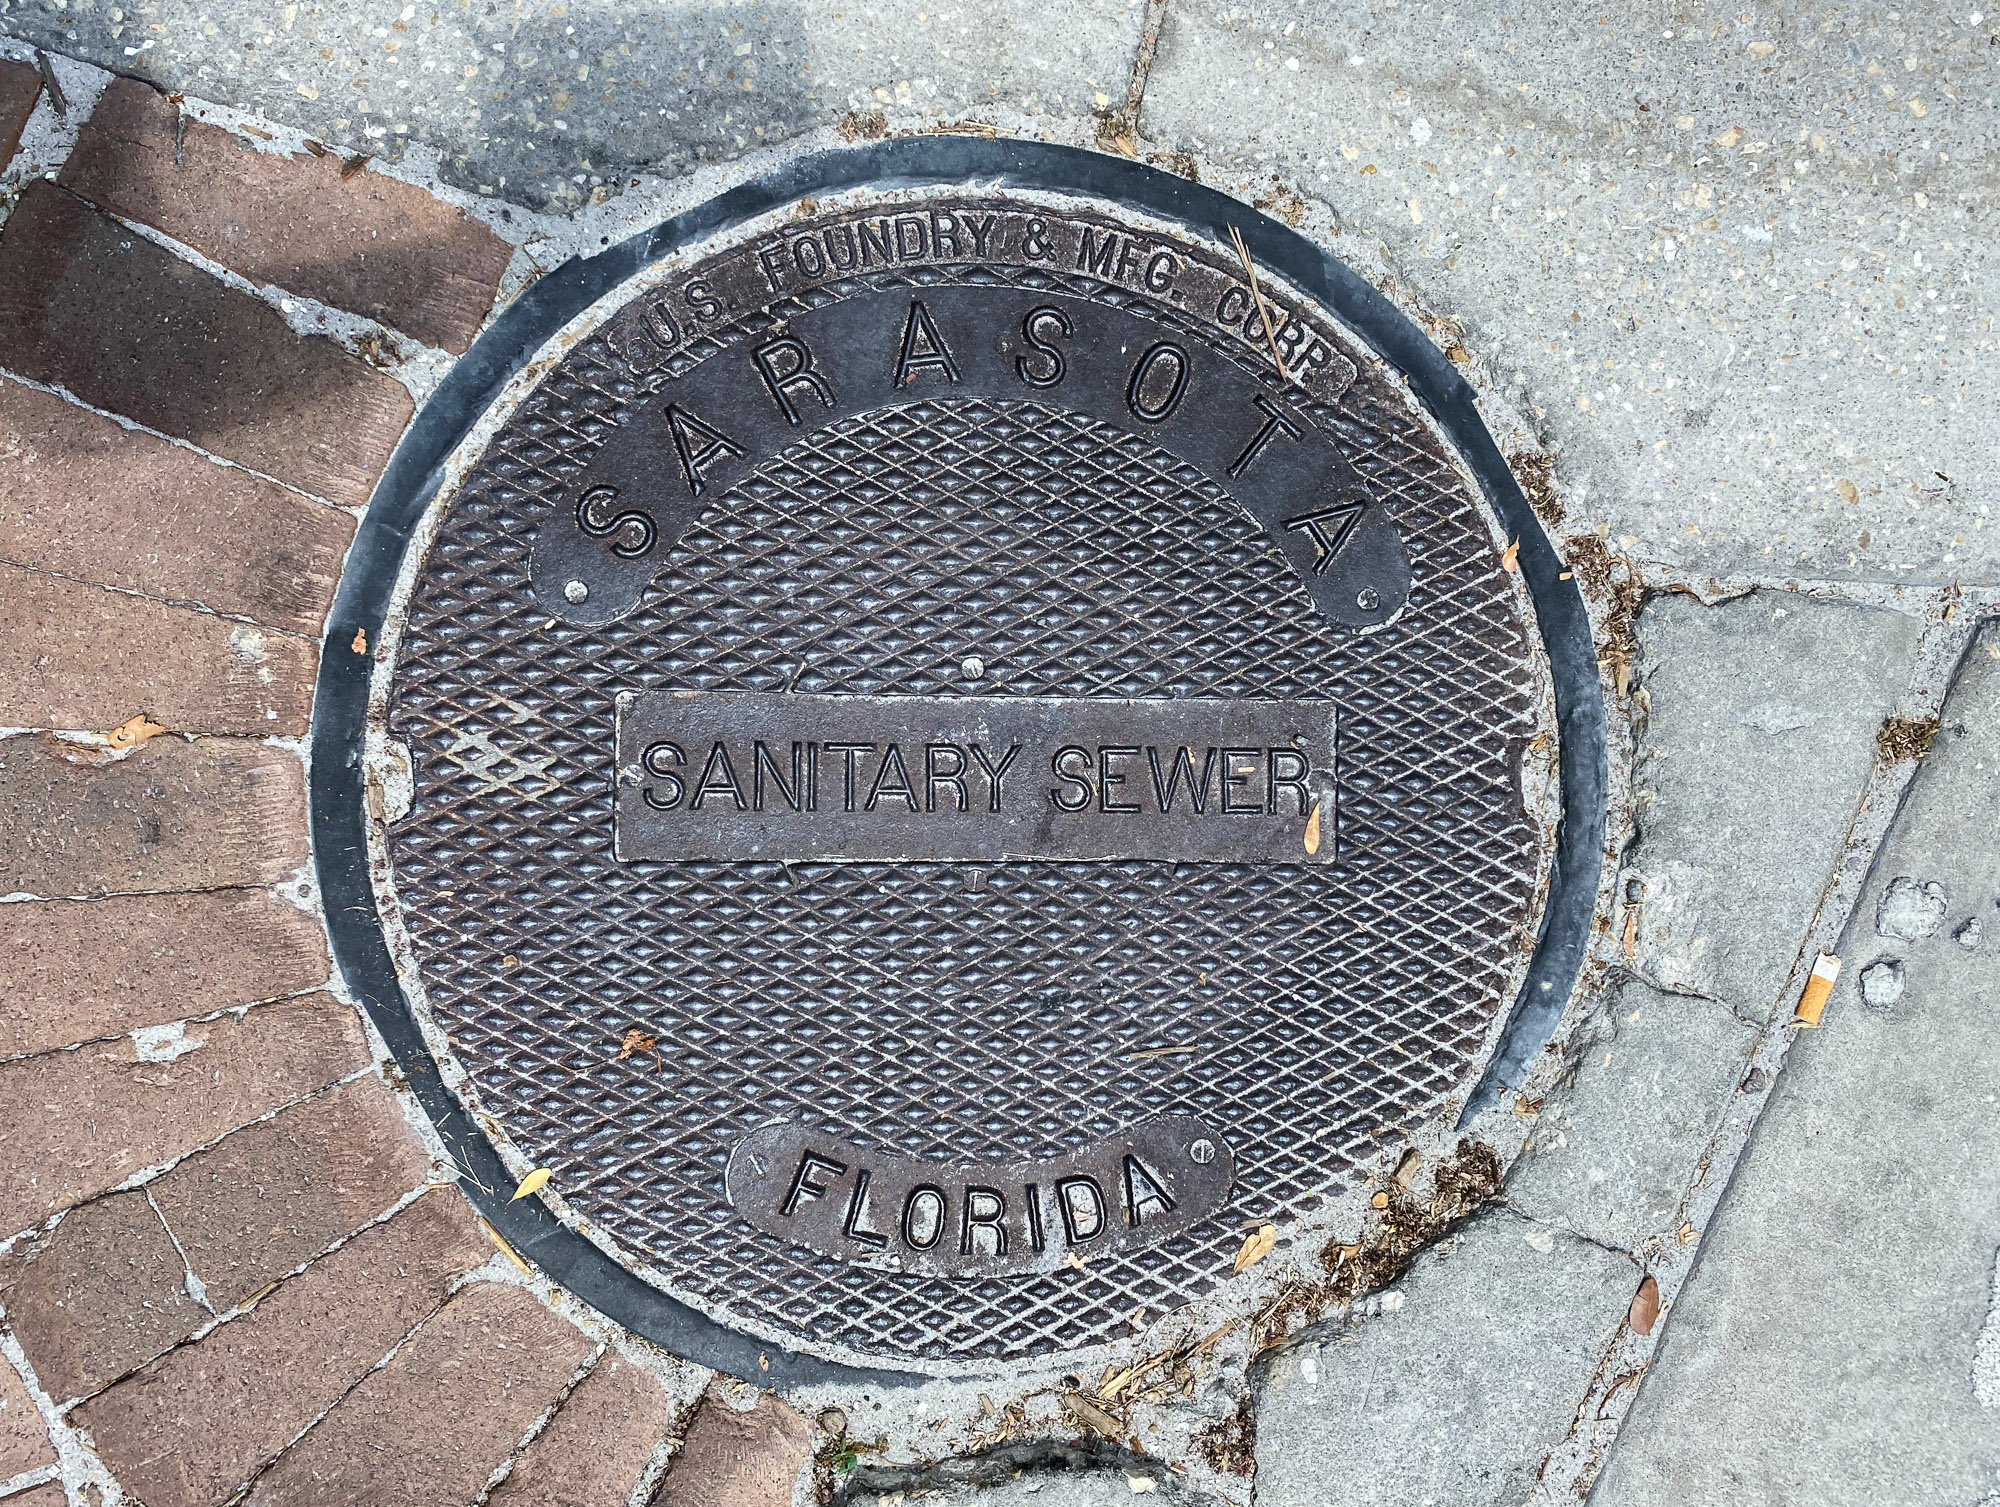 U.S. FOUNDRY & MFG. CORP.
SARASOTA
SANITARY SEWER
FLORIDA